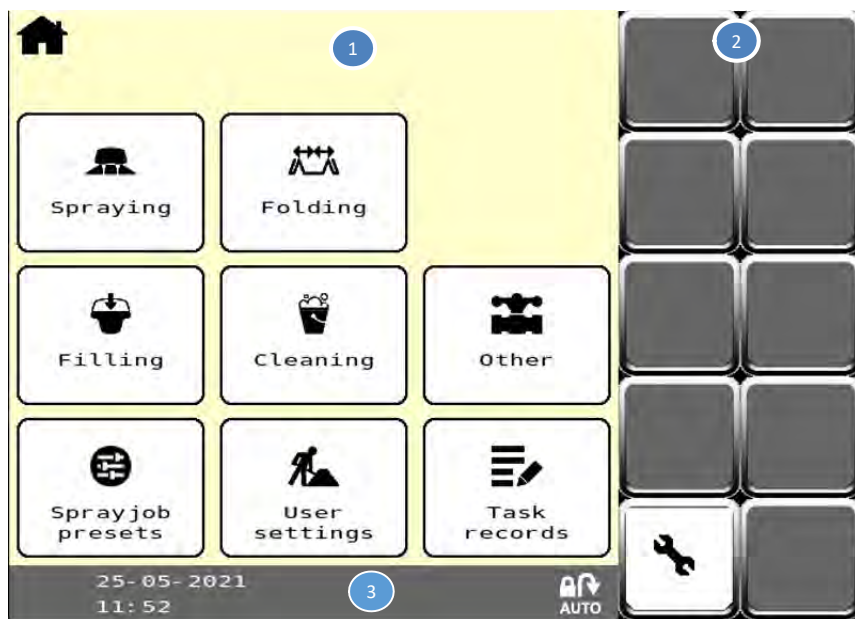 1
2
Spraying
Folding
Filling
Cleaning
Other
Sprayjob
presets
User
settings
Task
records
25-05-2021
11:52
3
AUTO